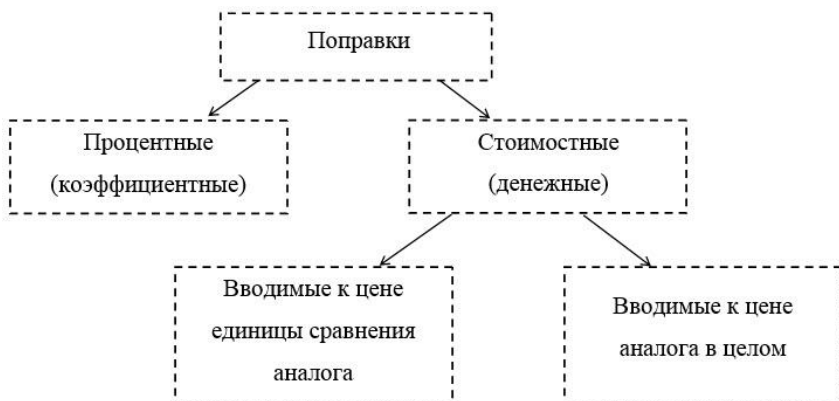 Поправки
Процентные
(коэффициентные)
Стоимостные
(денежные)
Вводимые к цене
единицы сравнения
аналога
Вводимые к цене
аналога в целом